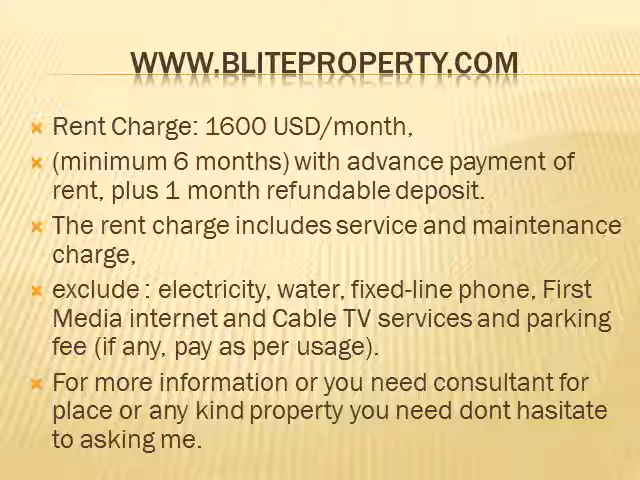 WWW.BLITEPROPERTY.COM
Rent Charge: 1600 USD/month,
(minimum 6 months) with advance payment of
rent, plus 1 month refundable deposit.
The rent charge includes service and maintenance
charge,
exclude : electricity, water, fixed-line phone, First
Media internet and Cable TV services and parking
fee (if any, pay as per usage).
For more information or you need consultant for
place or any kind property you need dont hasitate
to asking me.